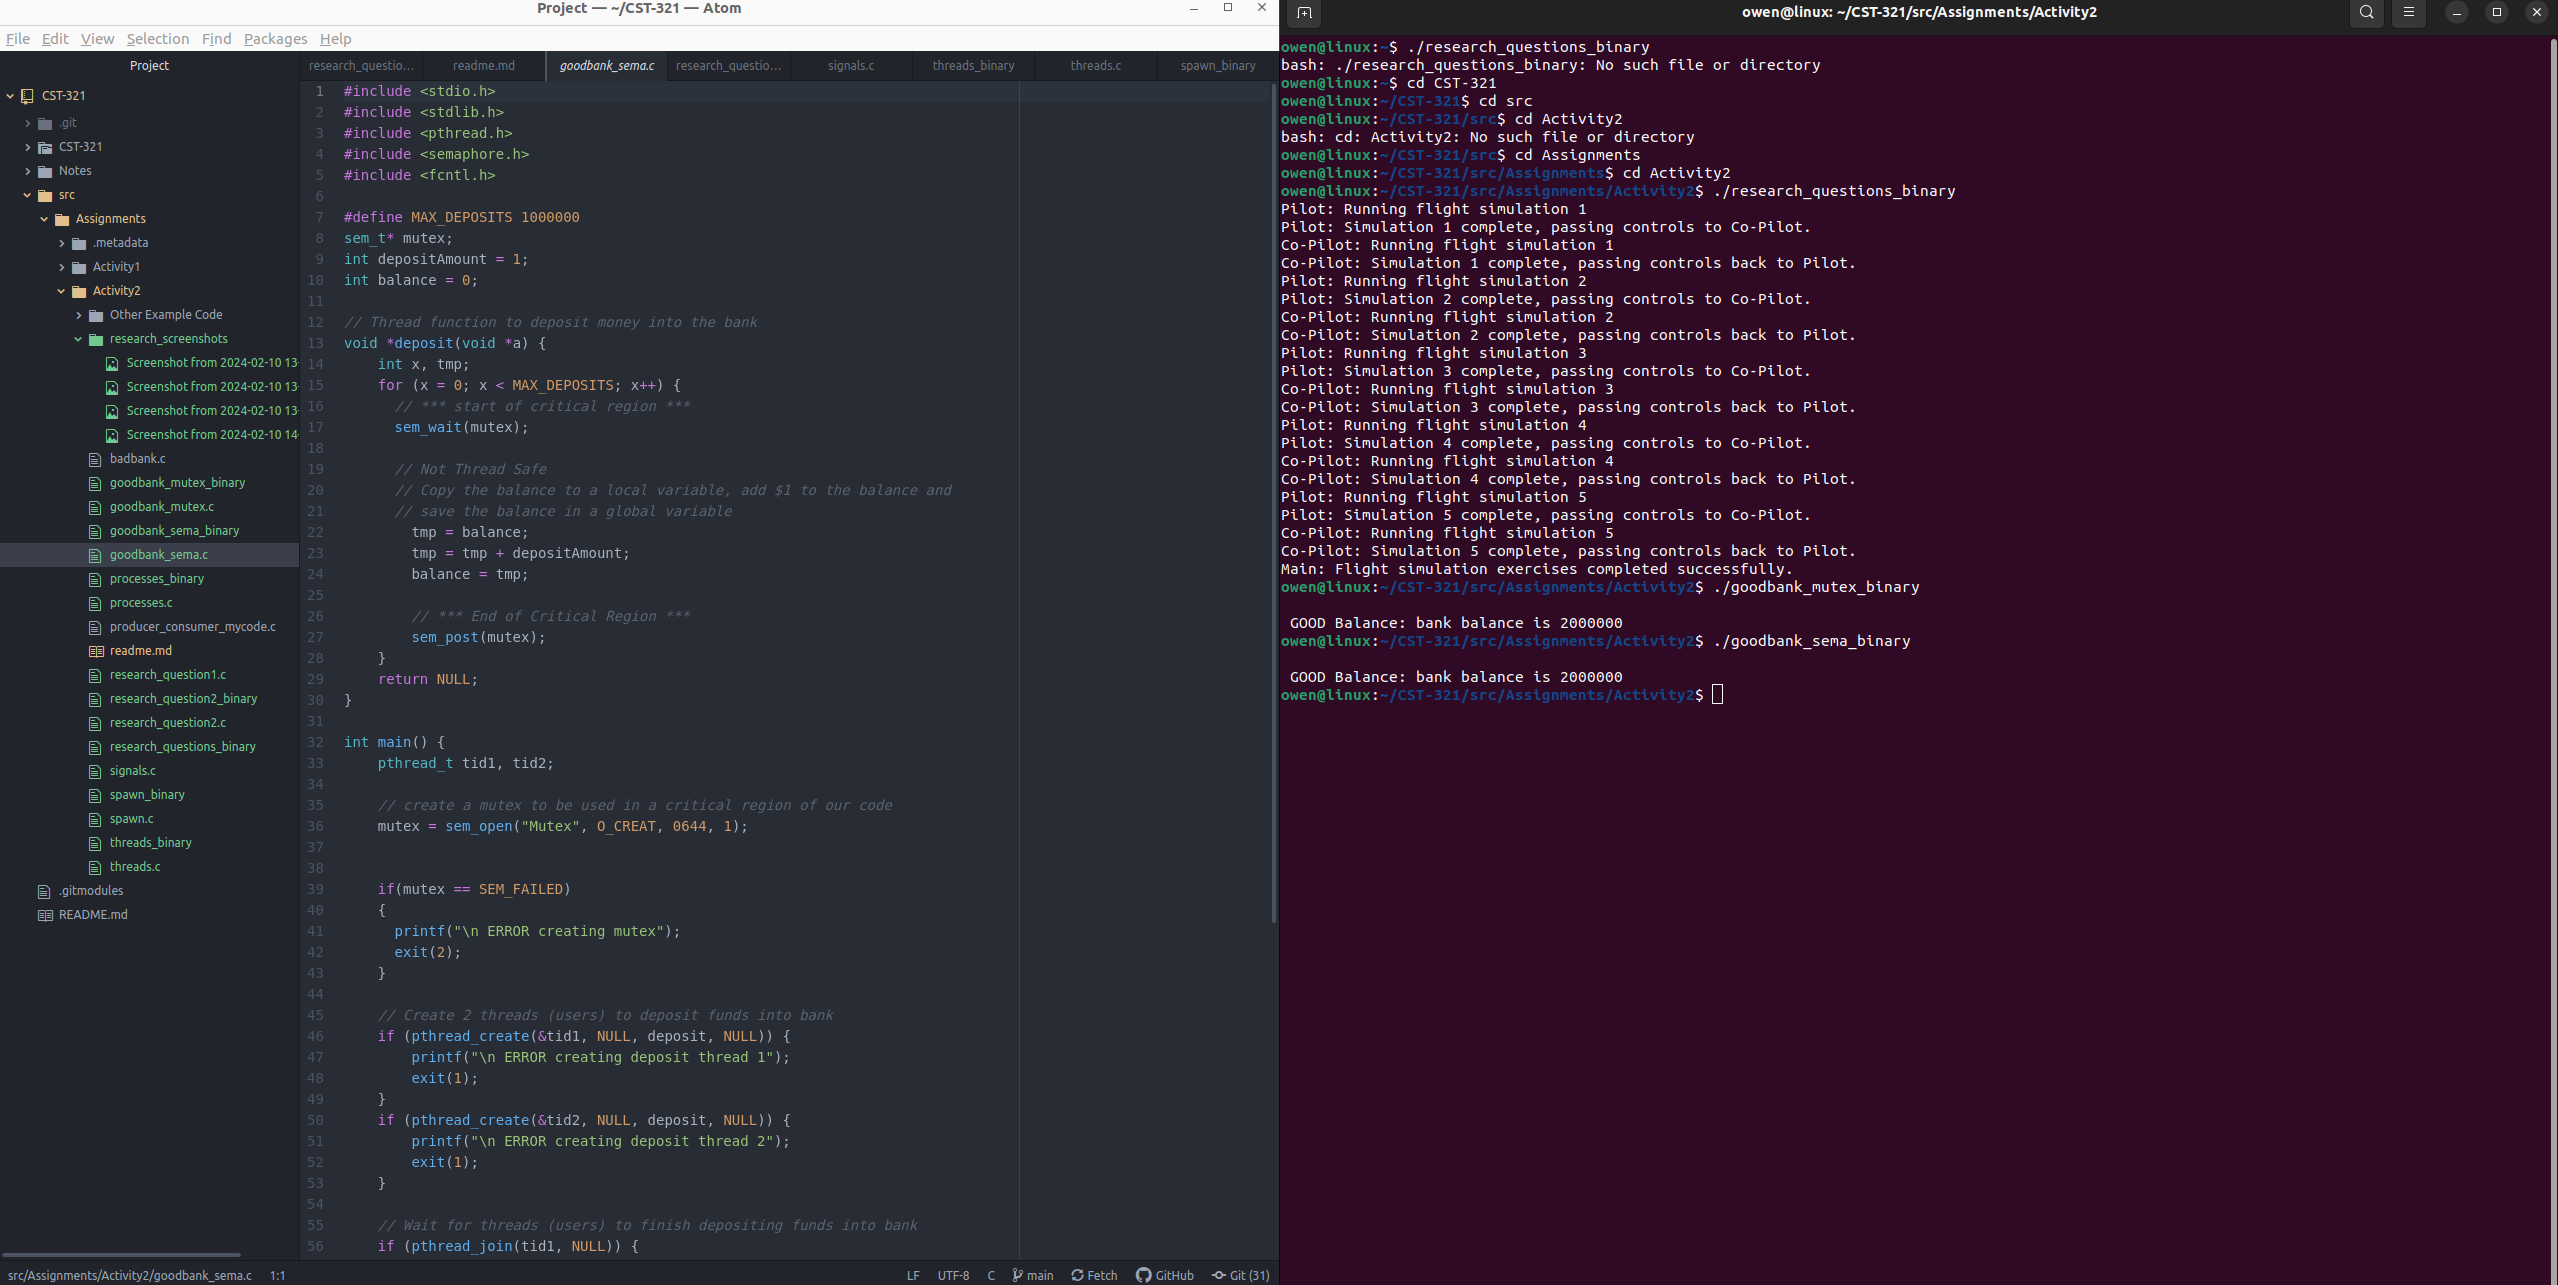 Project — ~/CST-321 — Atom
File Edit View Selection Find Packages Help
Project
CST-321
.git
CST-321
Notes
src
Assignments
.metadata
Activity1
Activity2
Other Example Code
research_screenshots
Screenshot from 2024-02-10 13-
Screenshot from 2024-02-10 13-
Screenshot from 2024-02-10 13-
Screenshot from 2024-02-10 14-
badbank.c
goodbank_mutex_binary
goodbank_mutex.c
goodbank_sema_binary
goodbank_sema.c
processes_binary
processes.c
producer_consumer_mycode.c
readme.md
research_question1.c
research_question2_binary
research_question2.c
research_questions_binary
signals.c
spawn_binary
spawn.c
threads_binary
threads.c
.gitmodules
README.md
research_questio... readme.md goodbank_sema.c research_questio... signals.c threads_binary threads.c spawn_binary
1 #include <stdio.h>
2 #include <stdlib.h>
3 #include <pthread.h>
4 #include <semaphore.h>
5 #include <fcntl.h>
6
7 #define MAX_DEPOSITS 1000000
8 sem_t* mutex;
9 int depositAmount = 1;
10 int balance = 0;
11
12 // Thread function to deposit money into the bank
13 void *deposit(void *a) {
14 int x, tmp;
15 for (x = 0; x < MAX_DEPOSITS; x++) {
16 // *** start of critical region ***
17 sem_wait(mutex);
18
19 // Not Thread Safe
20 // Copy the balance to a local variable, add $1 to the balance and
21 // save the balance in a global variable
22 tmp = balance;
23 tmp = tmp + depositAmount;
24 balance = tmp;
25
26 // *** End of Critical Region ***
27 sem_post(mutex);
28 }
29 return NULL;
30 }
31
32 int main() {
33 pthread_t tid1, tid2;
34
35 // create a mutex to be used in a critical region of our code
36 mutex = sem_open("Mutex", O_CREAT, 0644, 1);
37
38
39 if(mutex == SEM_FAILED)
40 {
41 printf("\n ERROR creating mutex");
42 exit(2);
43 }
44
45 // Create 2 threads (users) to deposit funds into bank
46 if (pthread_create(&tid1, NULL, deposit, NULL)) {
47 printf("\n ERROR creating deposit thread 1");
48 exit(1);
49 }
50 if (pthread_create(&tid2, NULL, deposit, NULL)) {
51 printf("\n ERROR creating deposit thread 2");
52 exit(1);
53 }
54
55 // Wait for threads (users) to finish depositing funds into bank
56 if (pthread_join(tid1, NULL)) {
src/Assignments/Activity2/goodbank_sema.c 1:1 LF UTF-8 C main Fetch GitHub Git (31)
owen@linux: ~/CST-321/src/Assignments/Activity2
owen@linux:~$ ./research_questions_binary
bash: ./research_questions_binary: No such file or directory
owen@linux:~$ cd CST-321
owen@linux:~/CST-321$ cd src
owen@linux:~/CST-321/src$ cd Activity2
bash: cd: Activity2: No such file or directory
owen@linux:~/CST-321/src$ cd Assignments
owen@linux:~/CST-321/src/Assignments$ cd Activity2
owen@linux:~/CST-321/src/Assignments/Activity2$ ./research_questions_binary
Pilot: Running flight simulation 1
Pilot: Simulation 1 complete, passing controls to Co-Pilot.
Co-Pilot: Running flight simulation 1
Co-Pilot: Simulation 1 complete, passing controls back to Pilot.
Pilot: Running flight simulation 2
Pilot: Simulation 2 complete, passing controls to Co-Pilot.
Co-Pilot: Running flight simulation 2
Co-Pilot: Simulation 2 complete, passing controls back to Pilot.
Pilot: Running flight simulation 3
Pilot: Simulation 3 complete, passing controls to Co-Pilot.
Co-Pilot: Running flight simulation 3
Co-Pilot: Simulation 3 complete, passing controls back to Pilot.
Pilot: Running flight simulation 4
Pilot: Simulation 4 complete, passing controls to Co-Pilot.
Co-Pilot: Running flight simulation 4
Co-Pilot: Simulation 4 complete, passing controls back to Pilot.
Pilot: Running flight simulation 5
Pilot: Simulation 5 complete, passing controls to Co-Pilot.
Co-Pilot: Running flight simulation 5
Co-Pilot: Simulation 5 complete, passing controls back to Pilot.
Main: Flight simulation exercises completed successfully.
owen@linux:~/CST-321/src/Assignments/Activity2$ ./goodbank_mutex_binary
GOOD Balance: bank balance is 2000000
owen@linux:~/CST-321/src/Assignments/Activity2$ ./goodbank_sema_binary
GOOD Balance: bank balance is 2000000
owen@linux:~/CST-321/src/Assignments/Activity2$